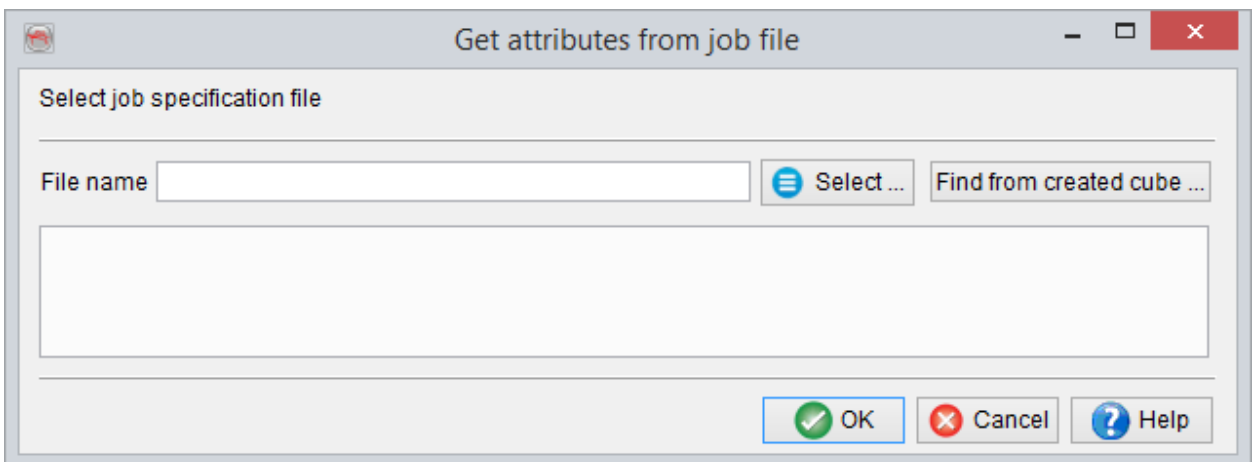 Get attributes from job file
Select job specification file
File name Select ... Find from created cube ...
OK Cancel Help